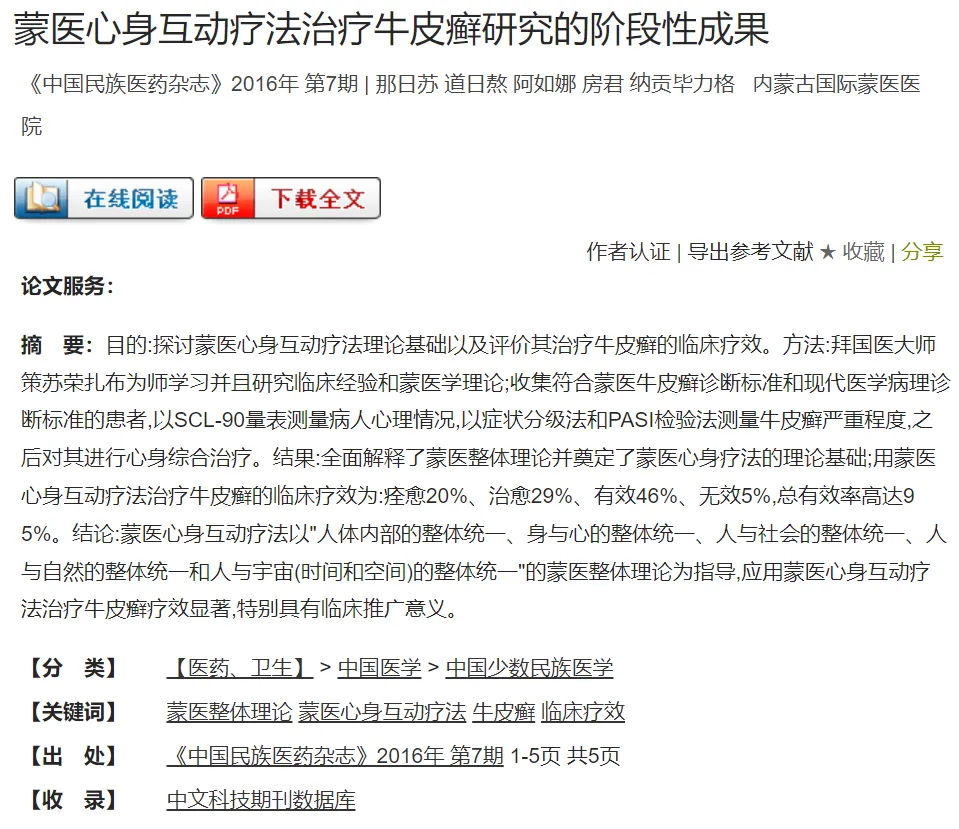 蒙医心身互动疗法治疗牛皮癣研究的阶段性成果
《中国民族医药杂志》2016年 第7期 | 那日苏 道日熬 阿如娜 房君 纳贡毕力格 内蒙古国际蒙医医
院
在线阅读
PDF 下载全文
作者认证 | 导出参考文献 ★ 收藏 | 分享
论文服务：
摘 要：目的:探讨蒙医心身互动疗法理论基础以及评价其治疗牛皮癣的临床疗效。方法:拜国医大师
策苏荣扎布为师学习并且研究临床经验和蒙医学理论;收集符合蒙医牛皮癣诊断标准和现代医学病理诊
断标准的患者,以SCL-90量表测量病人心理情况,以症状分级法和PASI检验法测量牛皮癣严重程度,之
后对其进行心身综合治疗。结果:全面解释了蒙医整体理论并奠定了蒙医心身疗法的理论基础;用蒙医
心身互动疗法治疗牛皮癣的临床疗效为:痊愈20%、治愈29%、有效46%、无效5%,总有效率高达9
5%。结论:蒙医心身互动疗法以"人体内部的整体统一、身与心的整体统一、人与社会的整体统一、人
与自然的整体统一和人与宇宙(时间和空间)的整体统一"的蒙医整体理论为指导,应用蒙医心身互动疗
法治疗牛皮癣疗效显著,特别具有临床推广意义。
【分 类】 【医药、卫生】 > 中国医学 > 中国少数民族医学
【关键词】 蒙医整体理论 蒙医心身互动疗法 牛皮癣 临床疗效
【出 处】 《中国民族医药杂志》2016年 第7期 1-5页 共5页
【收 录】 中文科技期刊数据库